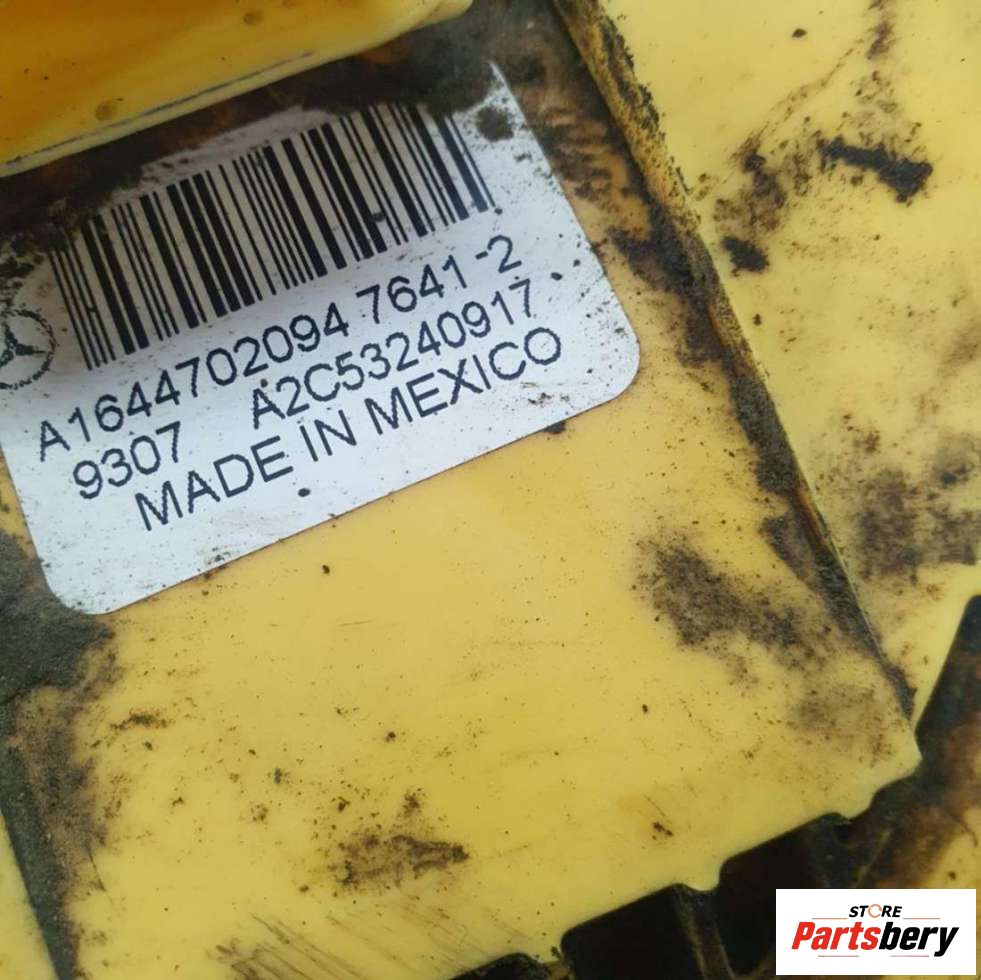 A1644702094 7641-2
9307 A2C53240917
MADE IN MEXICO
STORE
Partsbery